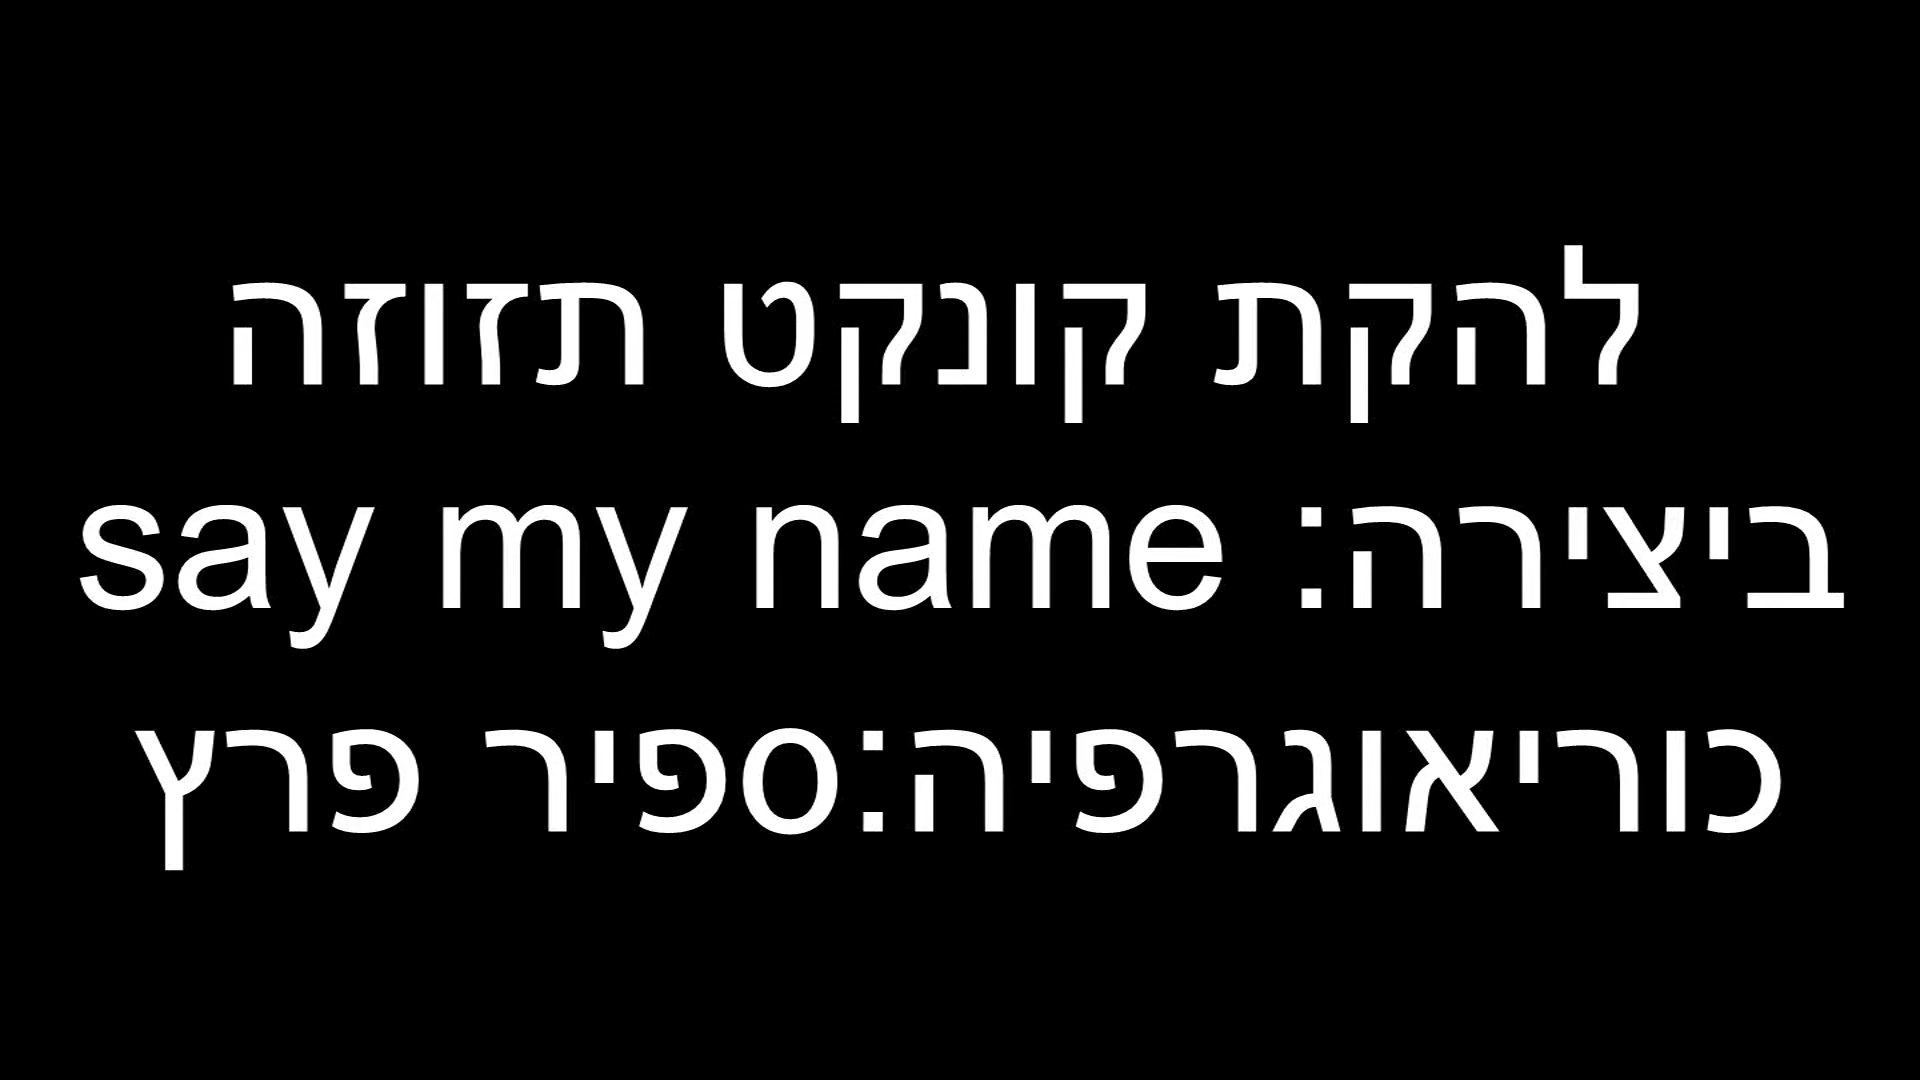 להקת קונקט תזוזה
ביצירה: say my name
כוריאוגרפיה:ספיר פרץ